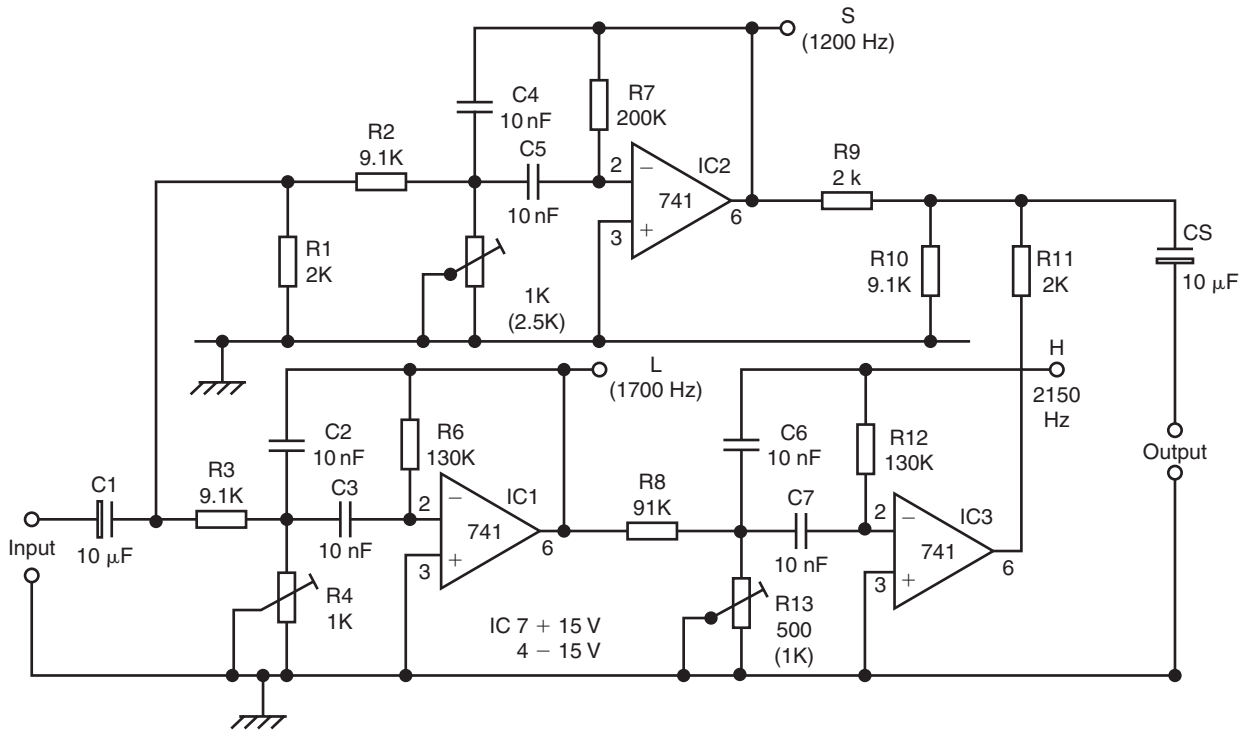 S
(1200 Hz)
C4
10 nF
R7
200K
R2
9.1K
C5
10 nF
2
−
IC2
741
+
3
6
R9
2 k
R1
2K
1K
(2.5K)
R10
9.1K
R11
2K
CS
10 μF
L
(1700 Hz)
H
2150
Hz
C2
10 nF
R6
130K
C6
10 nF
R12
130K
Output
C1
10 μF
R3
9.1K
C3
10 nF
2
−
IC1
741
+
3
6
R8
91K
C7
10 nF
2
−
IC3
741
+
3
6
Input
R4
1K
IC 7 + 15 V
4 − 15 V
R13
500
(1K)